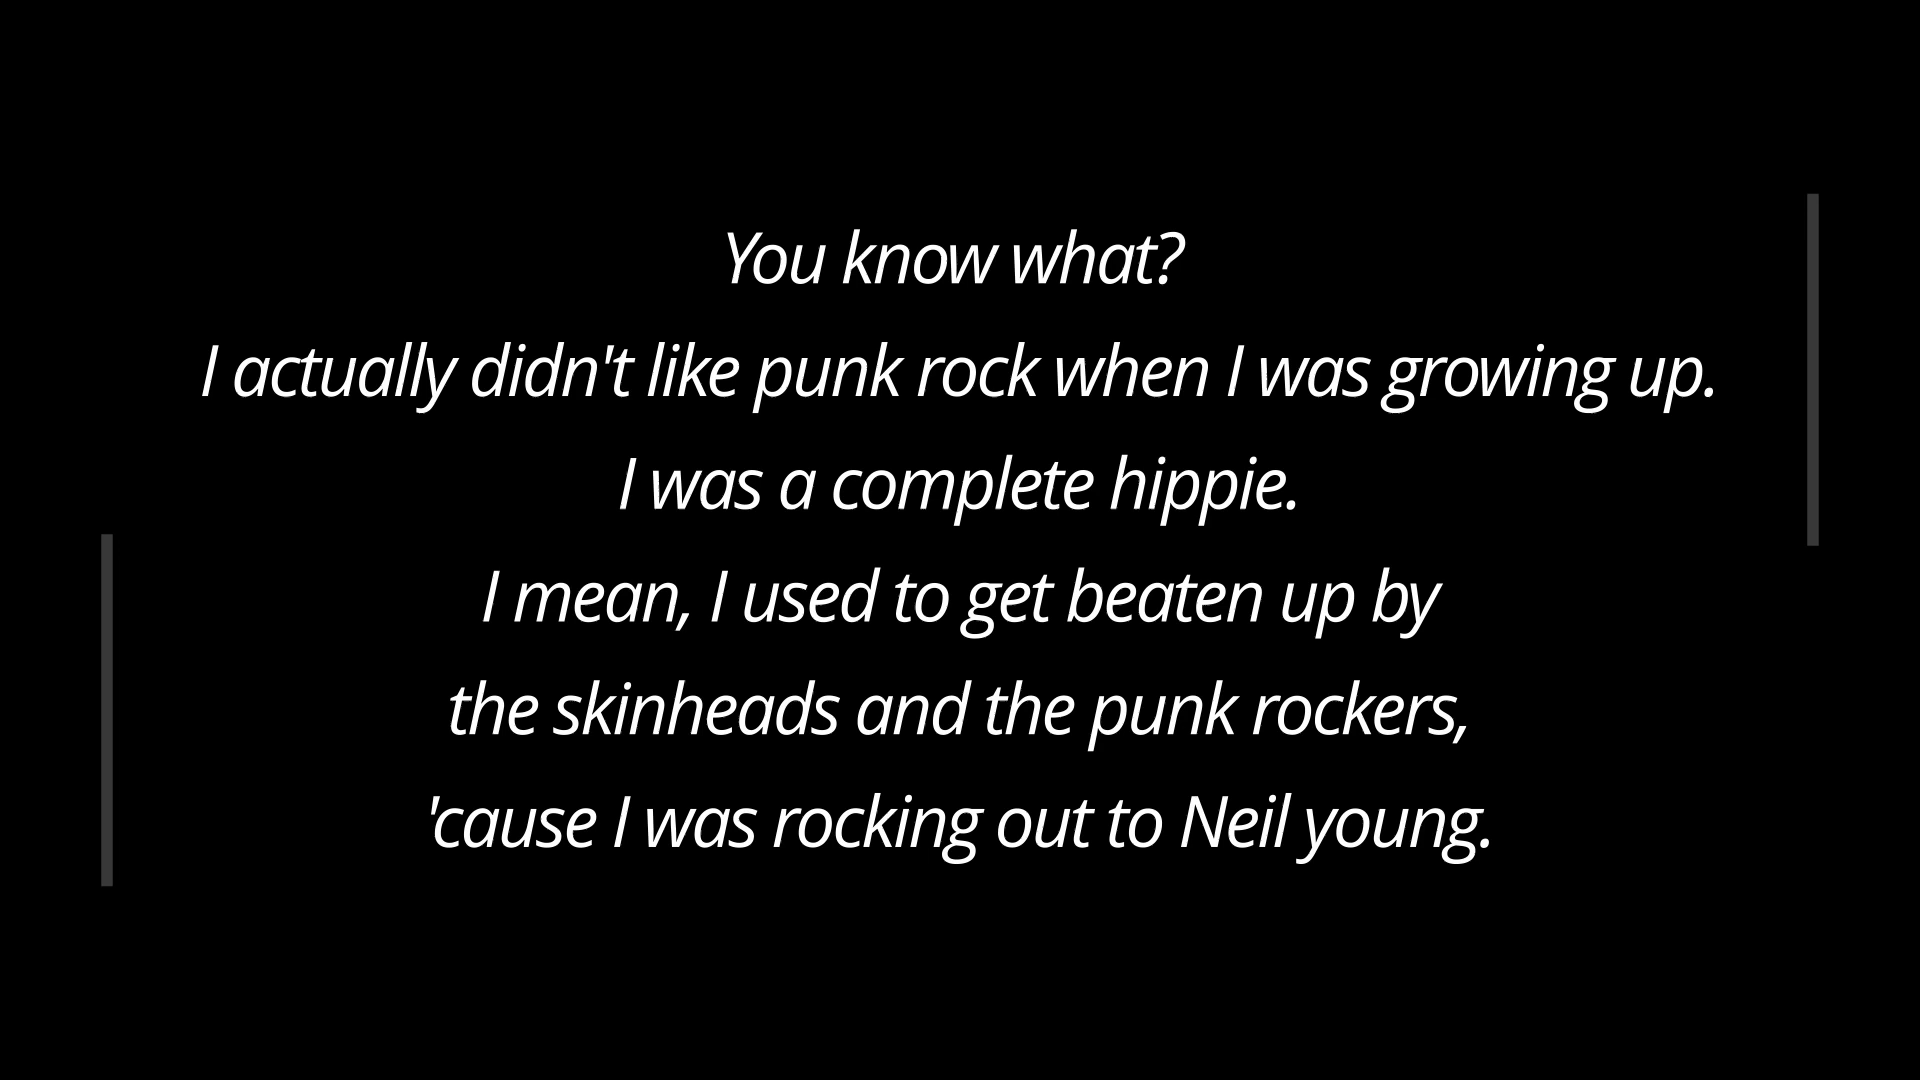 You know what?
I actually didn't like punk rock when I was growing up.
I was a complete hippie.
I mean, I used to get beaten up by
the skinheads and the punk rockers,
'cause I was rocking out to Neil young.